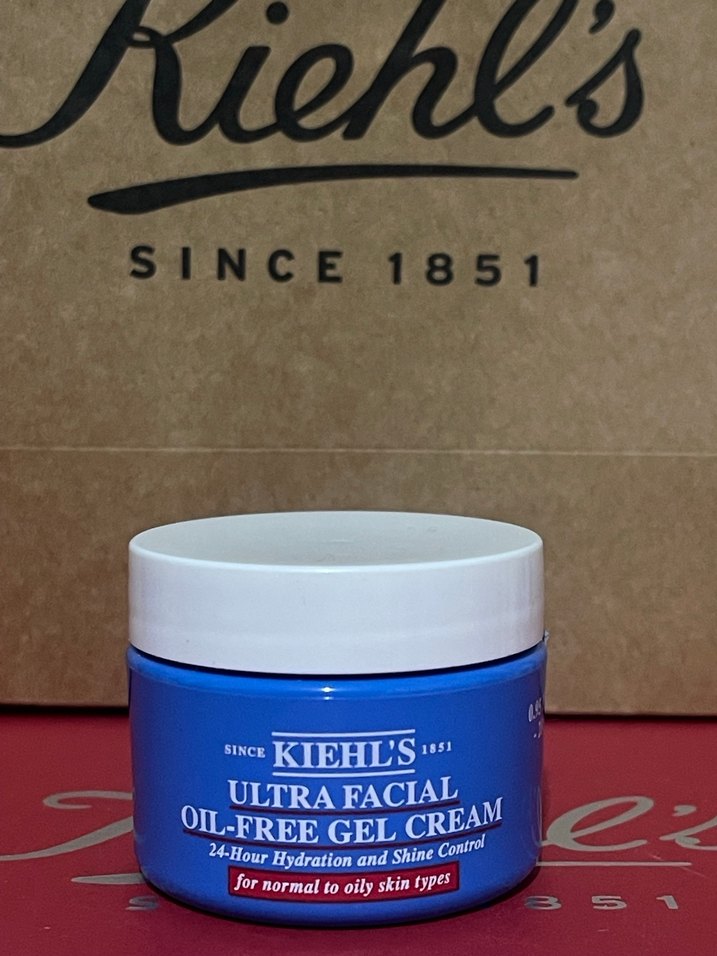 Kiehl's
SINCE 1851
SINCE KIEHL'S 1851
ULTRA FACIAL
OIL-FREE GEL CREAM
24-Hour Hydration and Shine Control
for normal to oily skin types